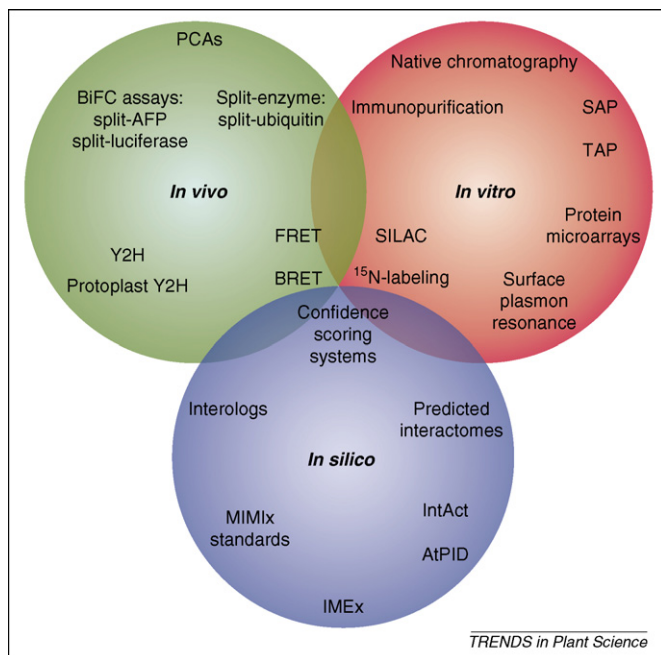 PCAs
BiFC assays:
split-AFP
split-luciferase
Split-enzyme:
split-ubiquitin
In vivo
Y2H
Protoplast Y2H
FRET
BRET
Native chromatography
Immunopurification
SAP
TAP
In vitro
Protein
microarrays
SILAC
¹⁵N-labeling
Surface
plasmon
resonance
Confidence
scoring
systems
Interologs
Predicted
interactomes
In silico
MIMIx
standards
IntAct
AtPID
IMEx
TRENDS in Plant Science